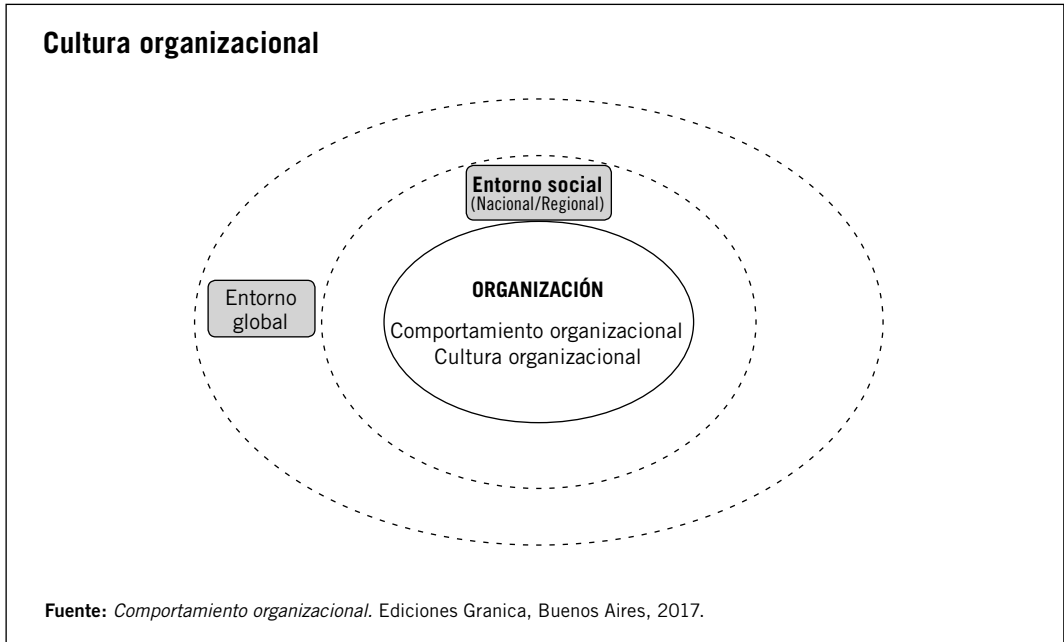 Cultura organizacional
Entorno social
(Nacional/Regional)
Entorno
global
ORGANIZACIÓN
Comportamiento organizacional
Cultura organizacional
Fuente: Comportamiento organizacional. Ediciones Granica, Buenos Aires, 2017.